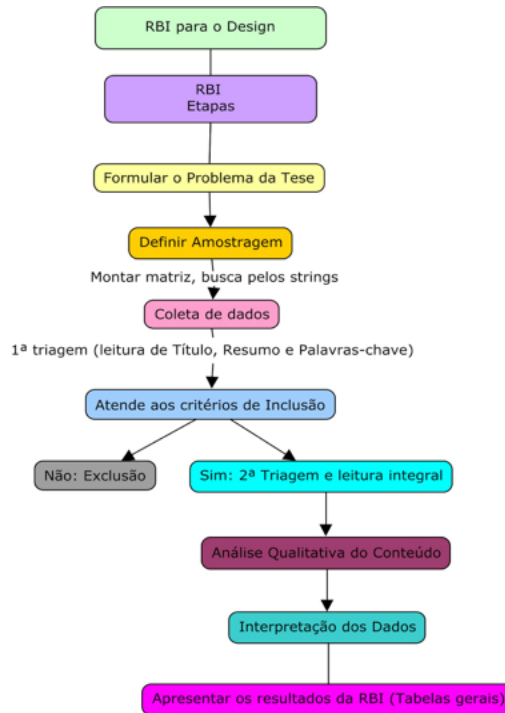 RBI para o Design
RBI
Etapas
Formular o Problema da Tese
Definir Amostragem
Montar matriz, busca pelos strings
Coleta de dados
1ª triagem (leitura de Título, Resumo e Palavras-chave)
Atende aos critérios de Inclusão
Não: Exclusão
Sim: 2ª Triagem e leitura integral
Análise Qualitativa do Conteúdo
Interpretação dos Dados
Apresentar os resultados da RBI (Tabelas gerais)